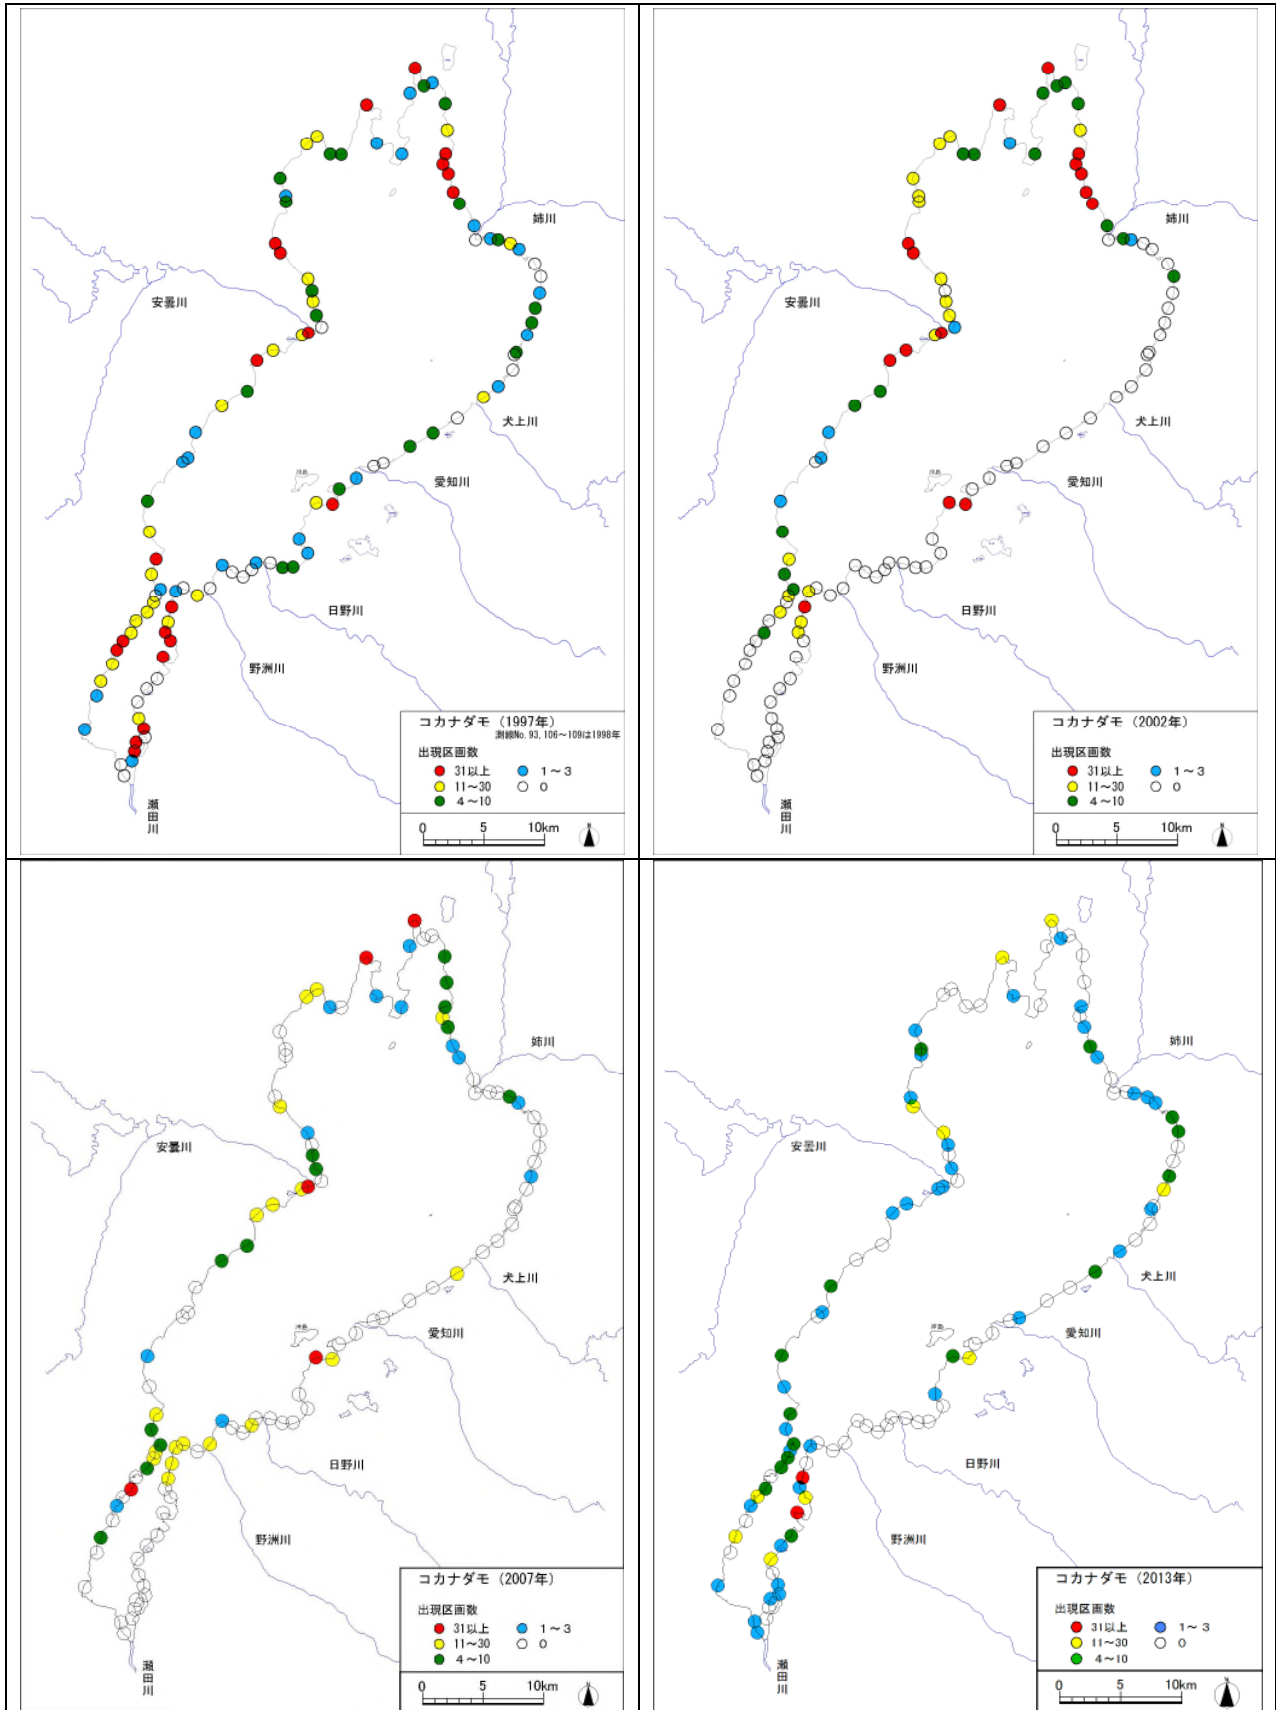 姉川
安曇川
犬上川
愛知川
沖島
日野川
野洲川
瀬田川
コカナダモ（1997年）
測線No. 93, 106～109は1998年
出現区画数
31以上
1～3
11～30
0
4～10
0 5 10km
N
姉川
安曇川
犬上川
愛知川
沖島
日野川
野洲川
瀬田川
コカナダモ（2002年）
出現区画数
31以上
1～3
11～30
0
4～10
0 5 10km
N
姉川
安曇川
犬上川
愛知川
沖島
日野川
野洲川
瀬田川
コカナダモ（2007年）
出現区画数
31以上
1～3
11～30
0
4～10
0 5 10km
N
姉川
安曇川
犬上川
愛知川
沖島
日野川
野洲川
瀬田川
コカナダモ（2013年）
出現区画数
31以上
1～3
11～30
0
4～10
0 5 10km
N